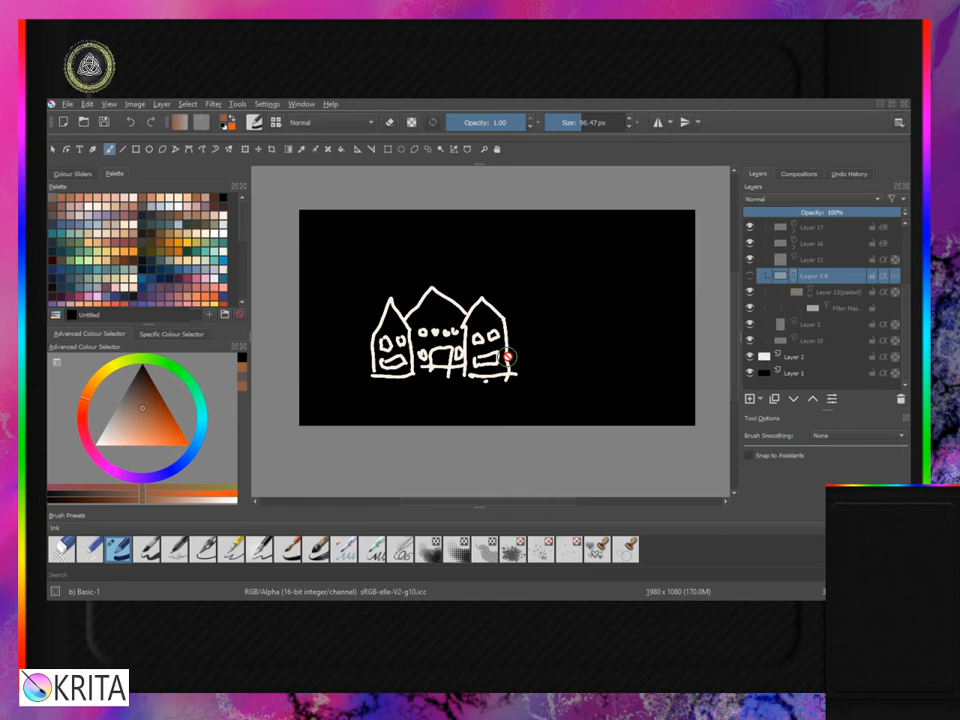 File Edit View Image Layer Select Filter Tools Settings Window Help
Normal
Opacity: 1.00
Size: 96.47 px
Colour Sliders Palette
Palette
Untitled
Advanced Colour Selector Specific Colour Selector
Advanced Colour Selector
Layers Compositions Undo History
Layers
Normal
Opacity: 100%
Layer 17
Layer 16
Layer 12
Layer 14
Layer 13(pasted)
Filter Mas...
Layer 3
Layer 10
Layer 2
Layer 1
Tool Options
Brush Smoothing: None
Snap to Assistants
Brush Presets
Ink
Search
b) Basic-1
RGB/Alpha (16-bit integer/channel) sRGB-elle-V2-g10.icc
1980 x 1080 (170.0M)
3
KRITA